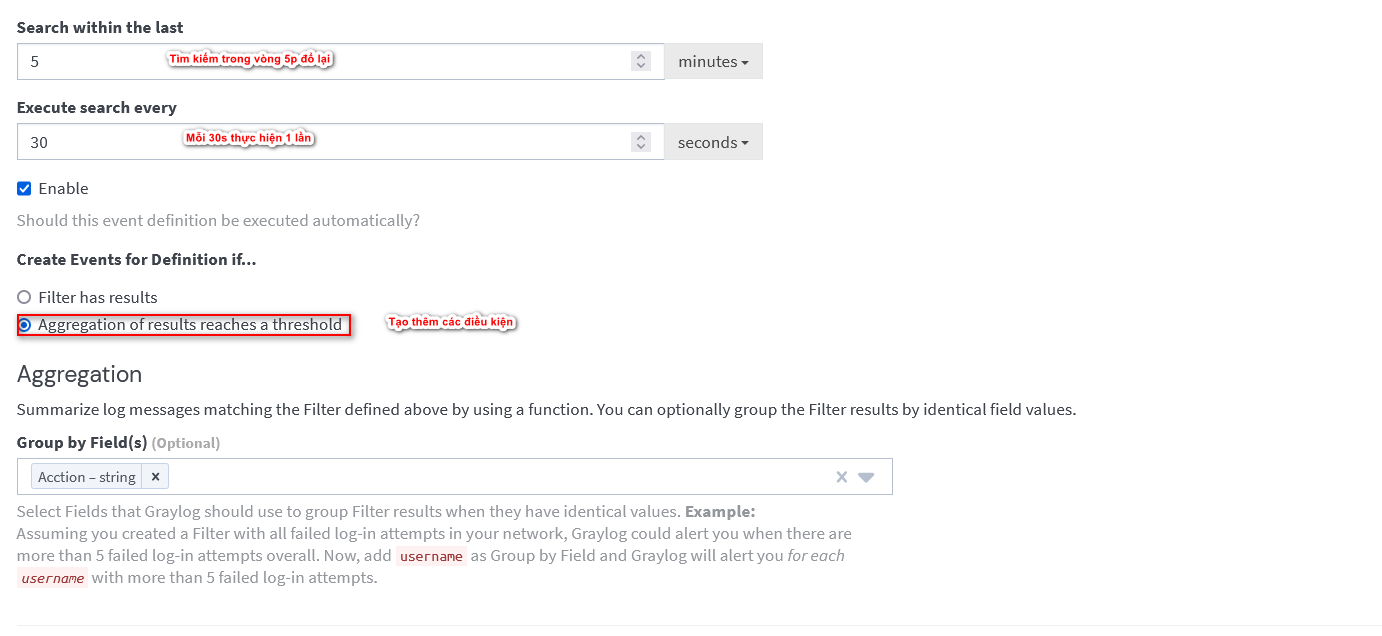 Search within the last
5
Tìm kiếm trong vòng 5p đổ lại
minutes
Execute search every
30
Mỗi 30s thực hiện 1 lần
seconds
Enable
Should this event definition be executed automatically?
Create Events for Definition if...
Filter has results
Aggregation of results reaches a threshold
Tạo thêm các điều kiện
Aggregation
Summarize log messages matching the Filter defined above by using a function. You can optionally group the Filter results by identical field values.
Group by Field(s) (Optional)
Acction – string ×
Select Fields that Graylog should use to group Filter results when they have identical values. Example:
Assuming you created a Filter with all failed log-in attempts in your network, Graylog could alert you when there are
more than 5 failed log-in attempts overall. Now, add username as Group by Field and Graylog will alert you for each
username with more than 5 failed log-in attempts.